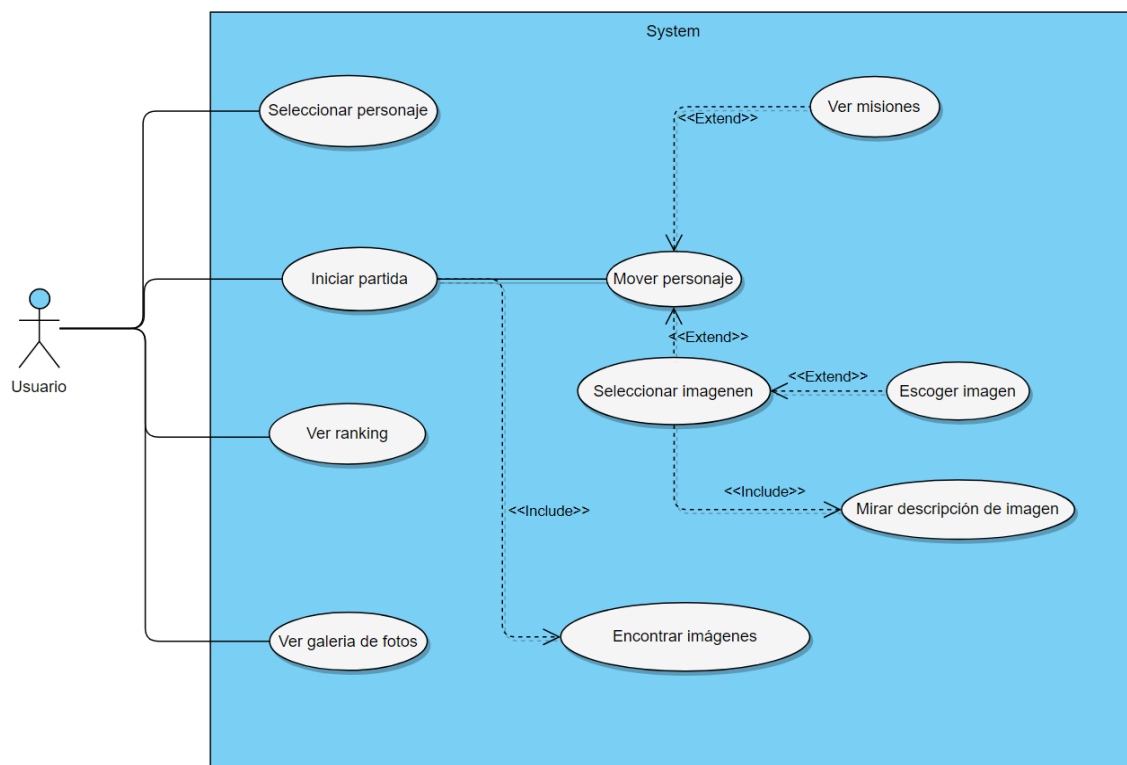 System
Seleccionar personaje
Ver misiones
<<Extend>>
Iniciar partida
Mover personaje
<<Extend>>
Usuario
Seleccionar imagenen
<<Extend>>
Escoger imagen
Ver ranking
<<Include>>
Mirar descripción de imagen
<<Include>>
Ver galeria de fotos
Encontrar imágenes